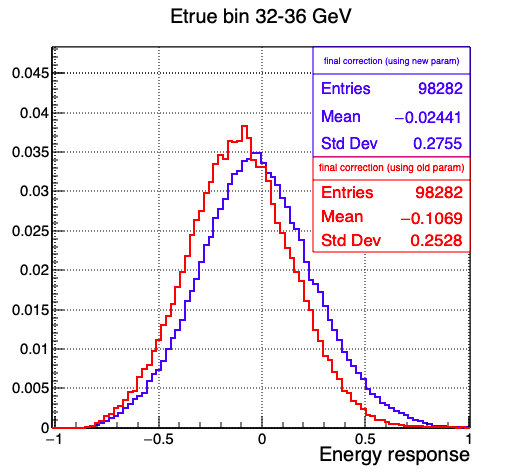 Etrue bin 32-36 GeV
final correction (using new param)
Entries 98282
Mean −0.02441
Std Dev 0.2755
final correction (using old param)
Entries 98282
Mean −0.1069
Std Dev 0.2528
0.045
0.04
0.035
0.03
0.025
0.02
0.015
0.01
0.005
0
−1 −0.5 0 0.5 1
Energy response